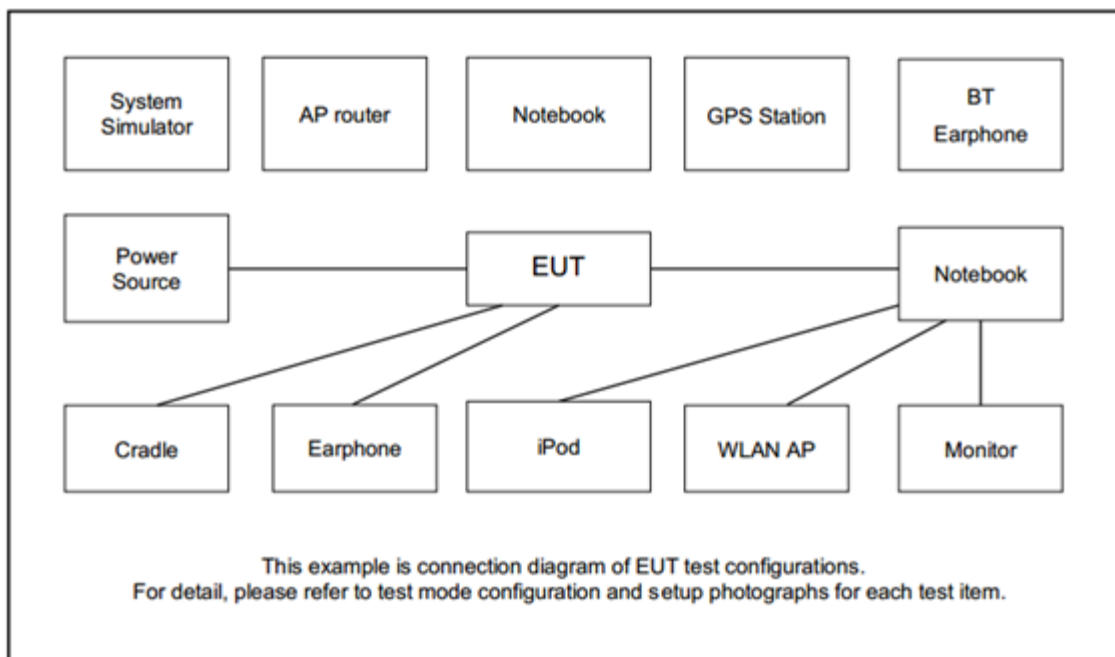 System
Simulator
AP router
Notebook
GPS Station
BT
Earphone
Power
Source
EUT
Notebook
Cradle
Earphone
iPod
WLAN AP
Monitor
This example is connection diagram of EUT test configurations.
For detail, please refer to test mode configuration and setup photographs for each test item.